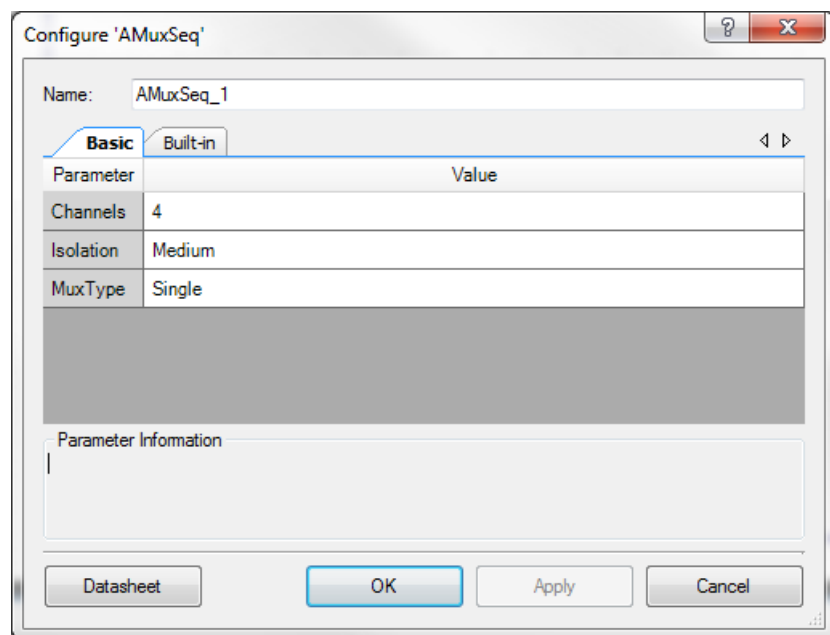 Configure 'AMuxSeq'
Name: AMuxSeq_1
Basic Built-in
Parameter Value
Channels 4
Isolation Medium
MuxType Single
Parameter Information
Datasheet OK Apply Cancel